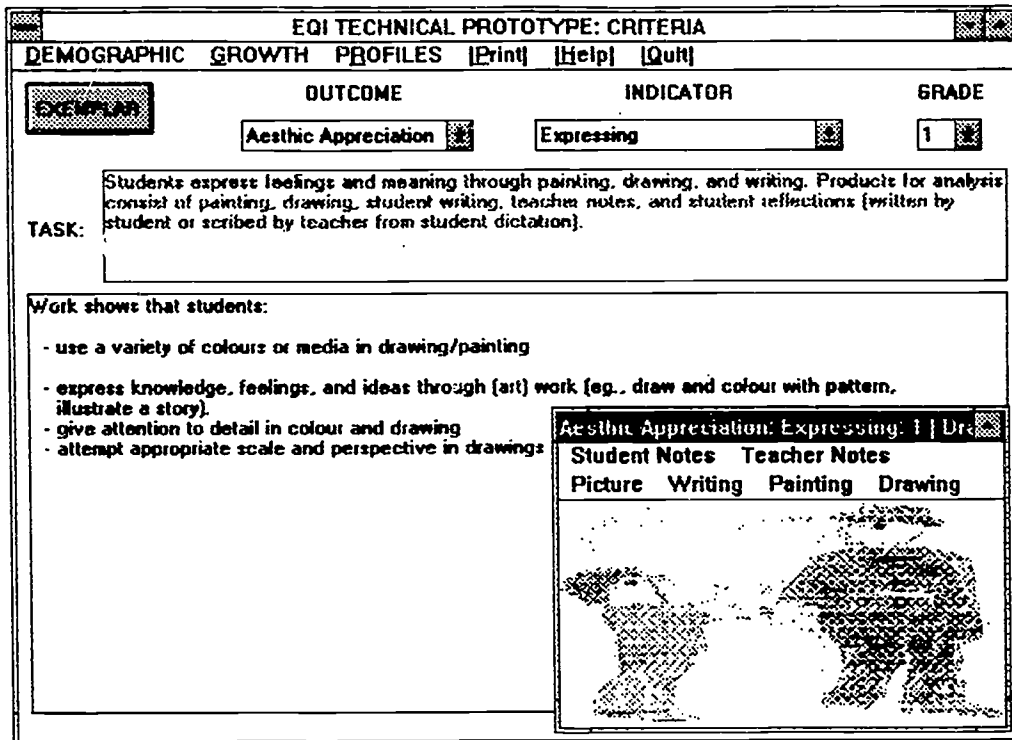 EQI TECHNICAL PROTOTYPE: CRITERIA
DEMOGRAPHIC GROWTH PROFILES |Print| |Help| |Quit|
EXEMPLAR
OUTCOME INDICATOR GRADE
Aesthic Appreciation Expressing 1
TASK:
Students express feelings and meaning through painting, drawing, and writing. Products for analysis
consist of painting, drawing, student writing, teacher notes, and student reflections (written by
student or scribed by teacher from student dictation).
Work shows that students:
- use a variety of colours or media in drawing/painting
- express knowledge, feelings, and ideas through (art) work (eg., draw and colour with pattern,
illustrate a story).
- give attention to detail in colour and drawing
- attempt appropriate scale and perspective in drawings
Aesthic Appreciation: Expressing: 1 | Dra
Student Notes Teacher Notes
Picture Writing Painting Drawing